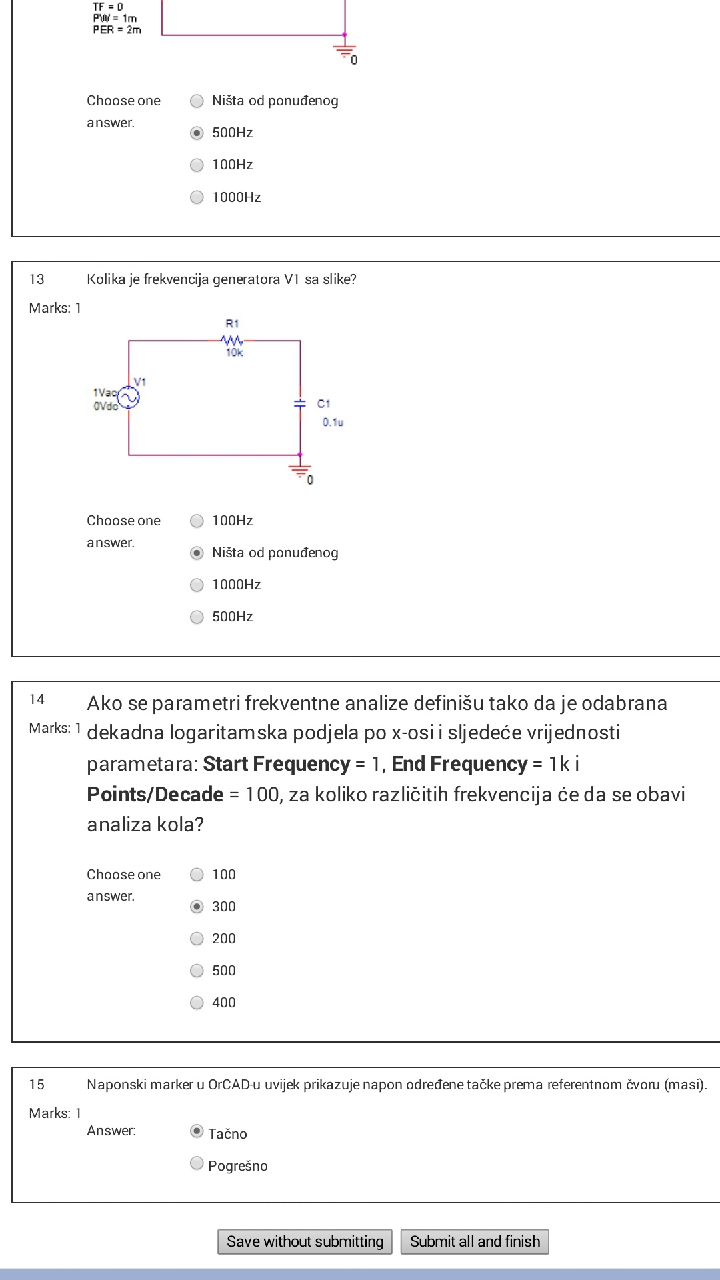 TF = 0
PW = 1m
PER = 2m
0
Choose one answer.
Ništa od ponuđenog
500Hz
100Hz
1000Hz
13
Kolika je frekvencija generatora V1 sa slike?
Marks: 1
R1
10k
V1
1Vac
0Vdc
C1
0.1u
0
Choose one answer.
100Hz
Ništa od ponuđenog
1000Hz
500Hz
14
Marks: 1
Ako se parametri frekventne analize definišu tako da je odabrana
dekadna logaritamska podjela po x-osi i sljedeće vrijednosti
parametara: Start Frequency = 1, End Frequency = 1k i
Points/Decade = 100, za koliko različitih frekvencija će da se obavi
analiza kola?
Choose one answer.
100
300
200
500
400
15
Naponski marker u OrCAD-u uvijek prikazuje napon određene tačke prema referentnom čvoru (masi).
Marks: 1
Answer:
Tačno
Pogrešno
Save without submitting
Submit all and finish